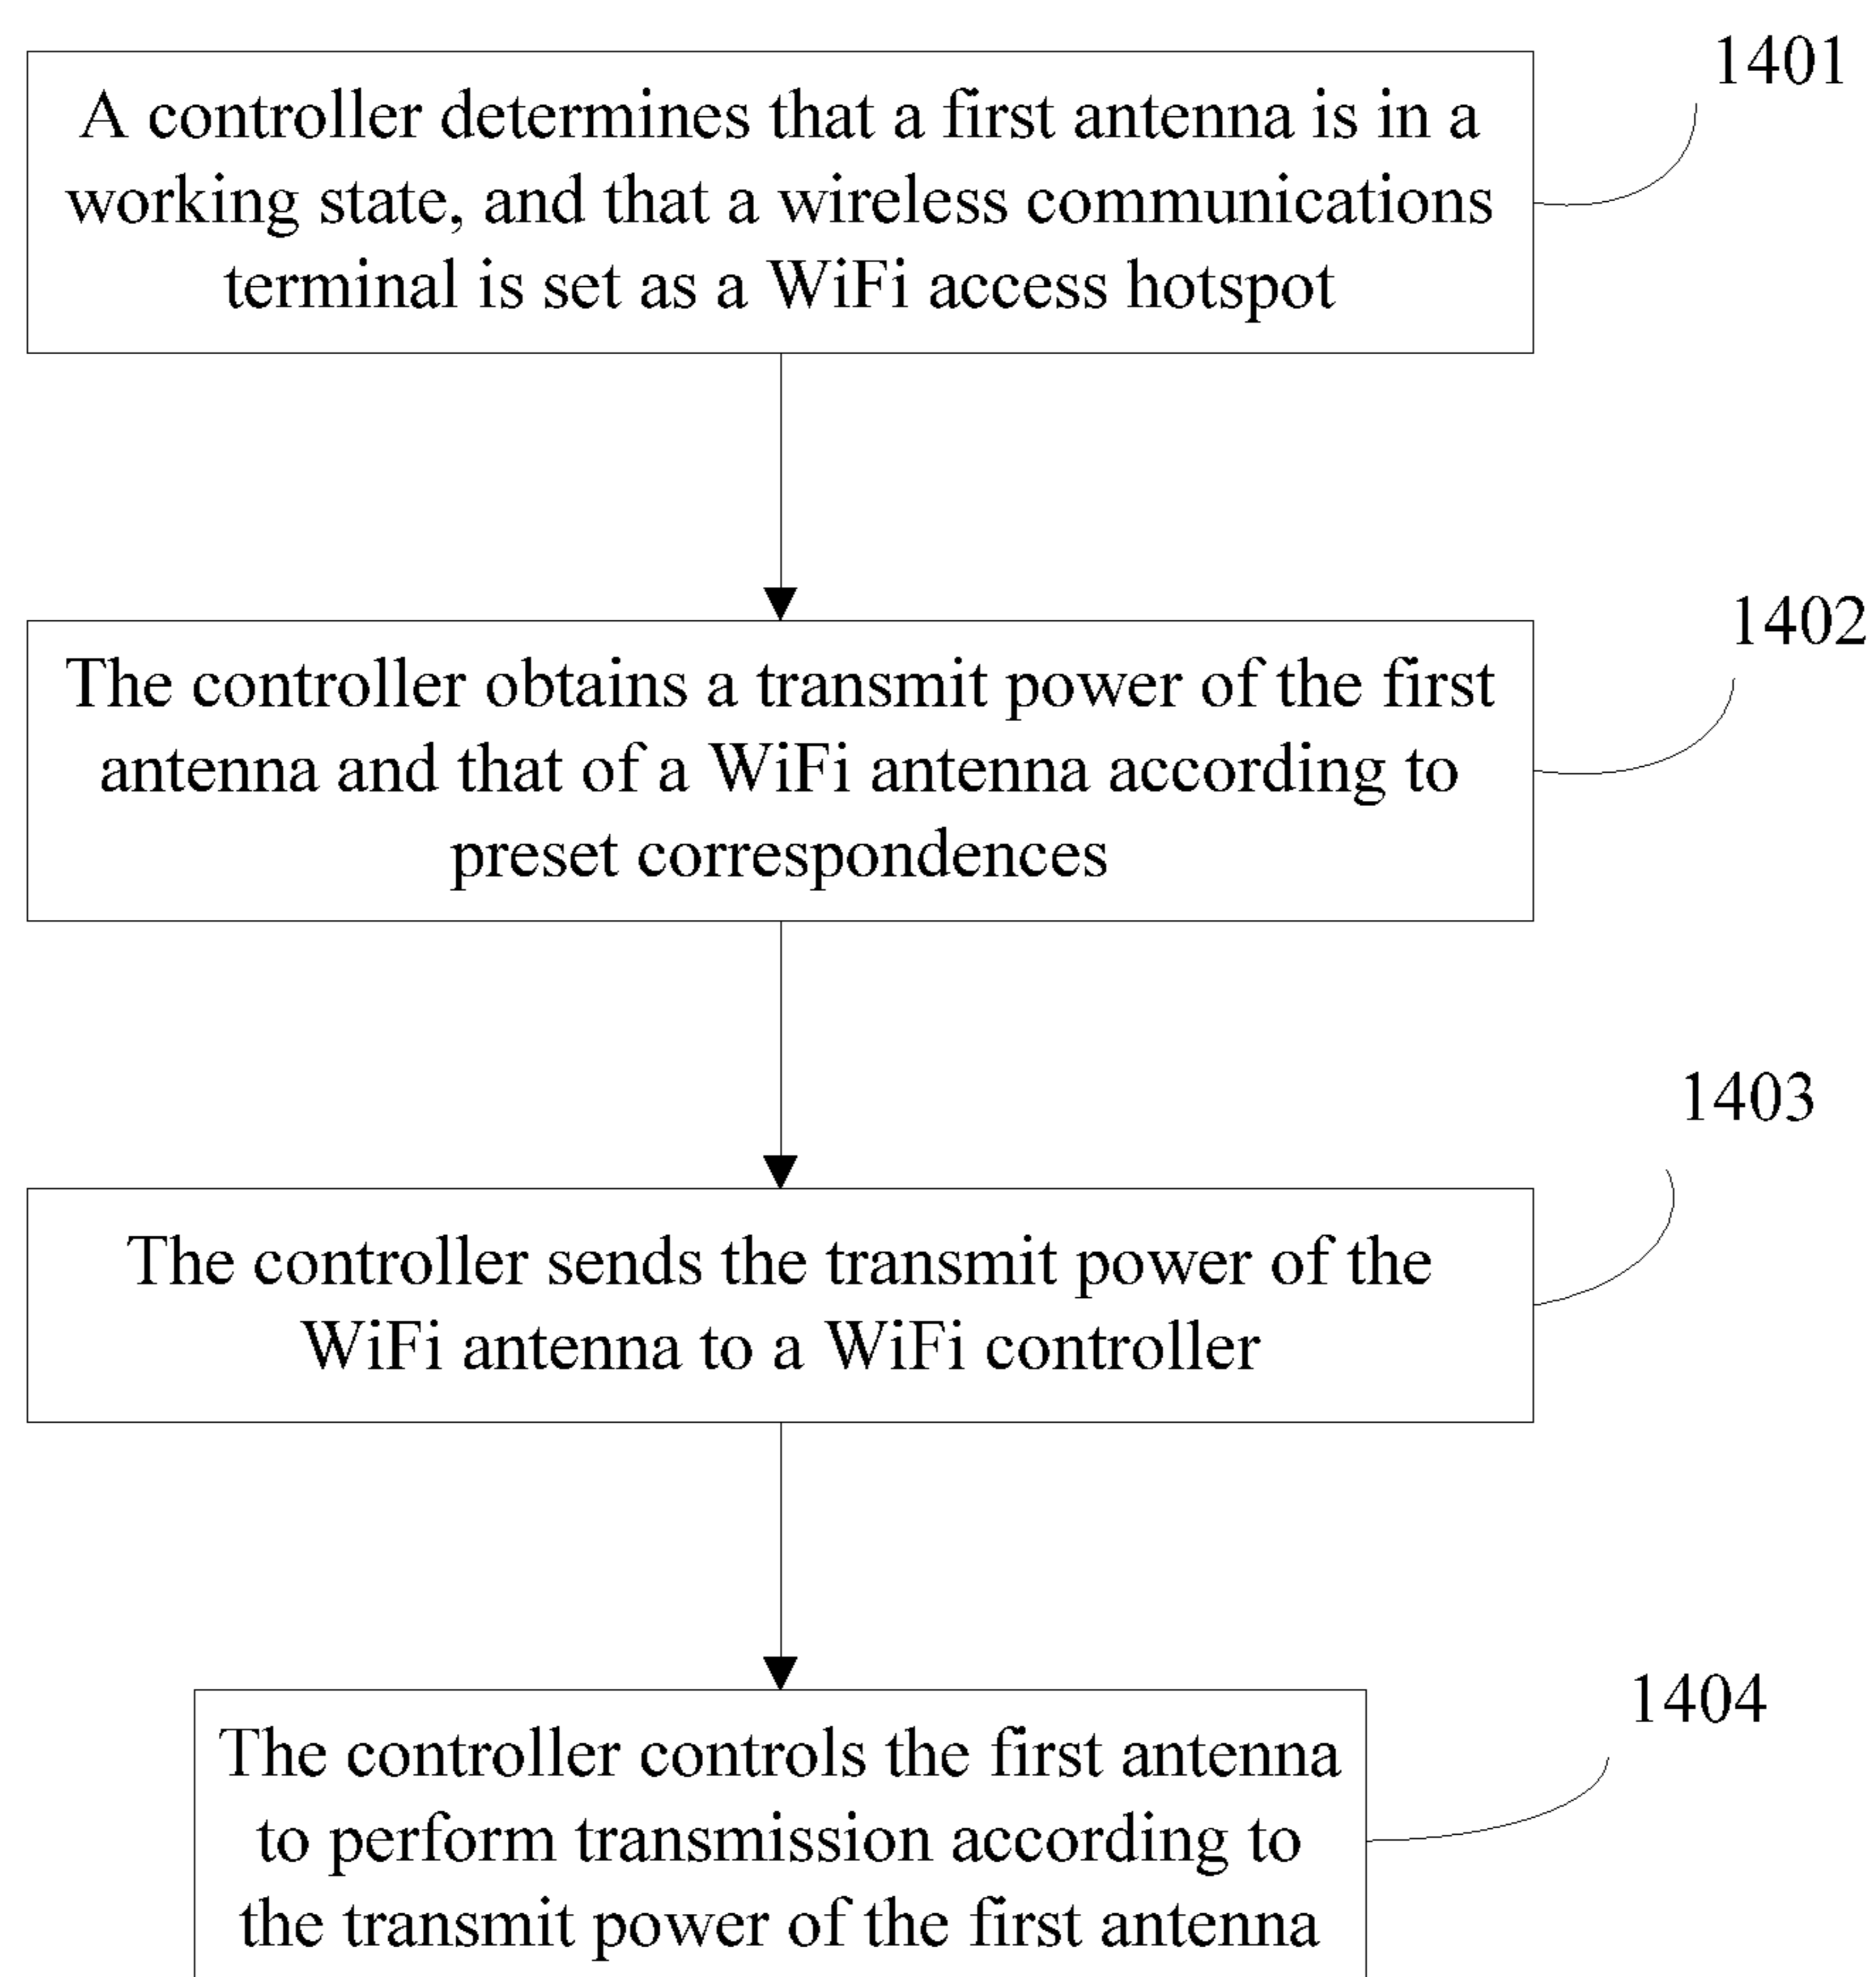 1401
A controller determines that a first antenna is in a
working state, and that a wireless communications
terminal is set as a WiFi access hotspot
1402
The controller obtains a transmit power of the first
antenna and that of a WiFi antenna according to
preset correspondences
1403
The controller sends the transmit power of the
WiFi antenna to a WiFi controller
1404
The controller controls the first antenna
to perform transmission according to
the transmit power of the first antenna